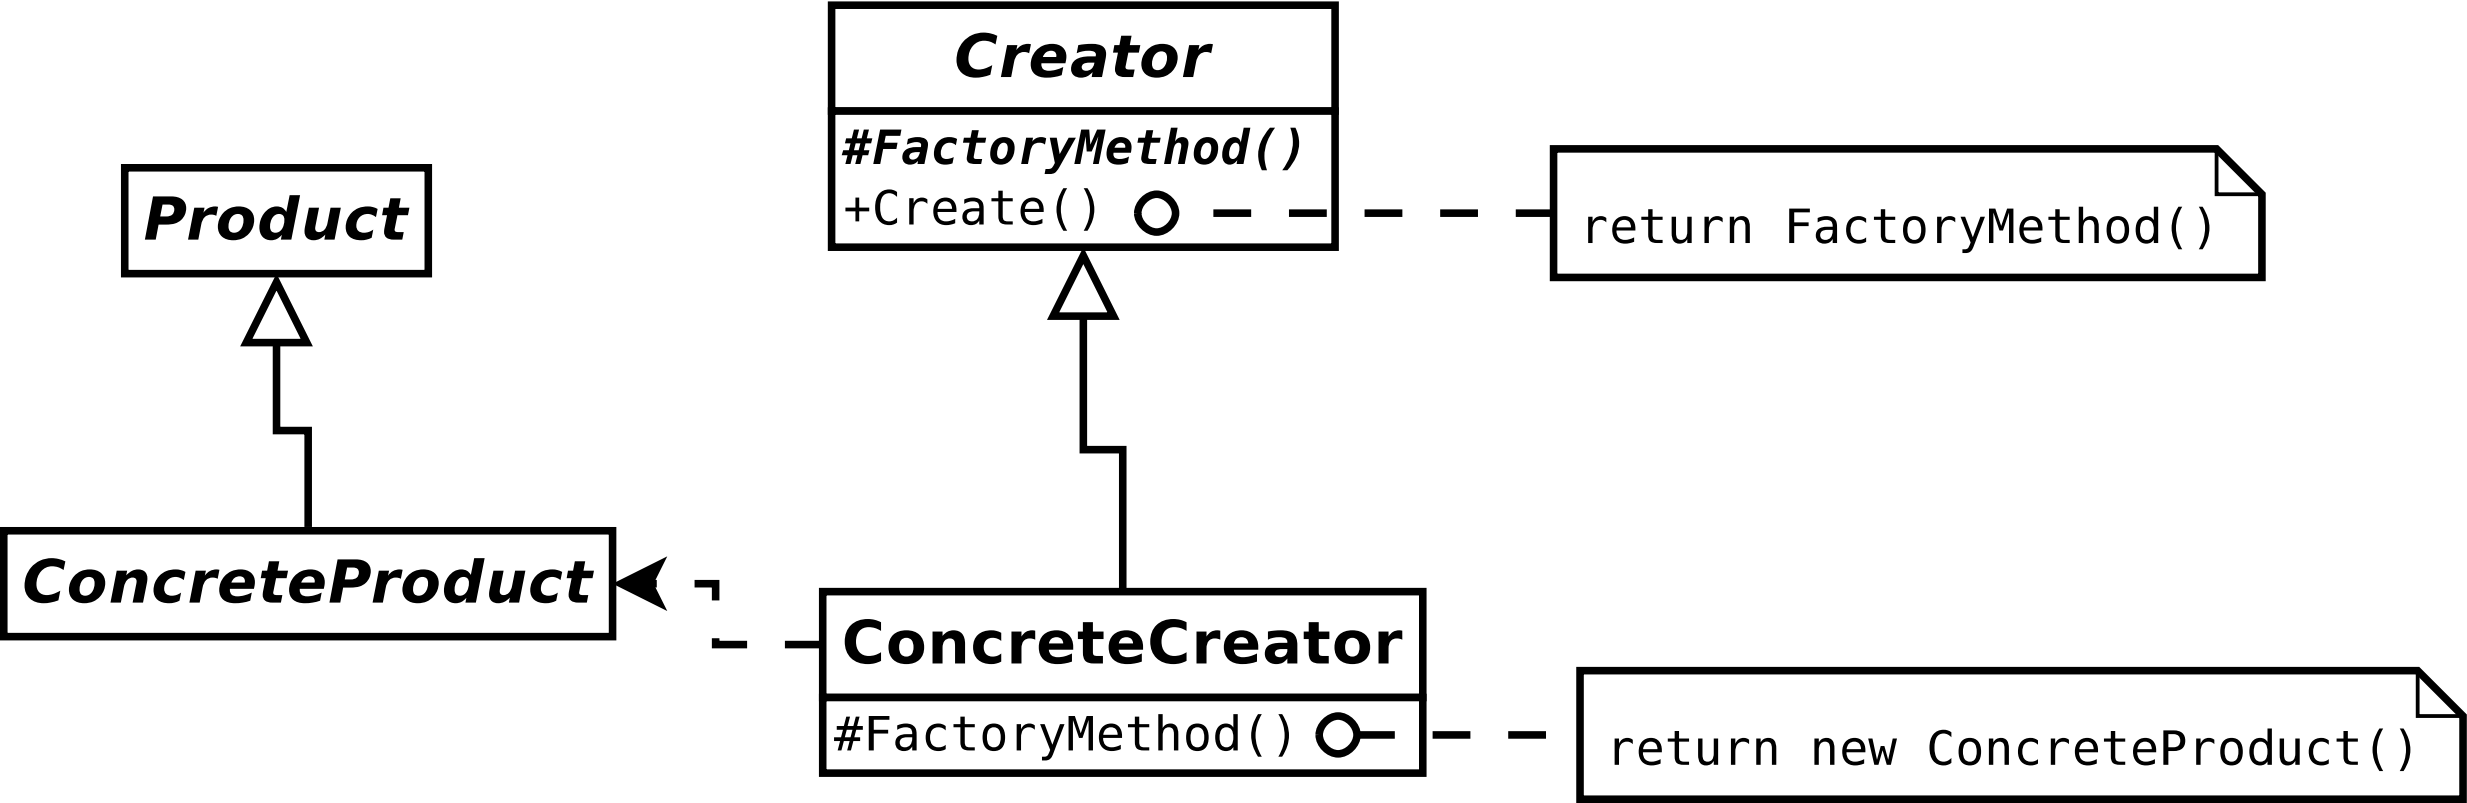 Creator
#FactoryMethod()
+Create()
return FactoryMethod()
Product
ConcreteProduct
ConcreteCreator
#FactoryMethod()
return new ConcreteProduct()